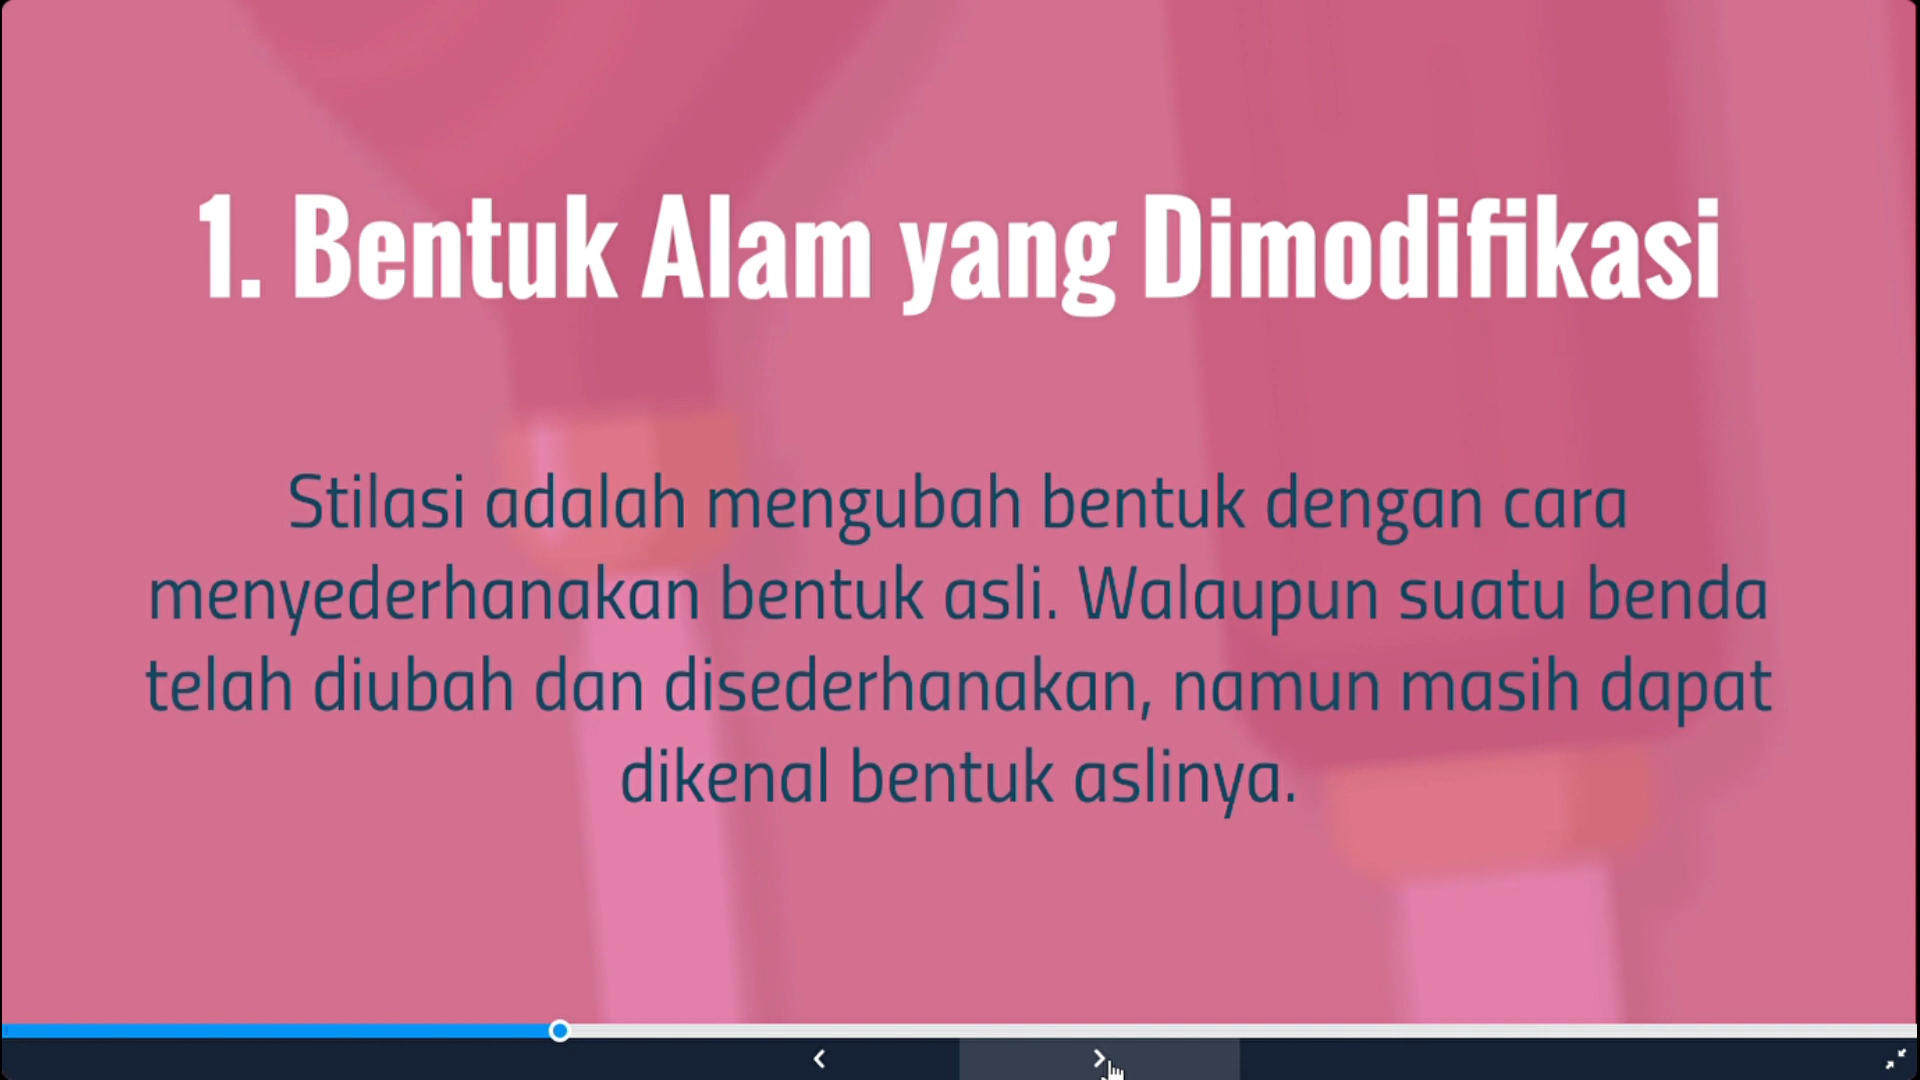 1. Bentuk Alam yang Dimodifikasi
Stilasi adalah mengubah bentuk dengan cara
menyederhanakan bentuk asli. Walaupun suatu benda
telah diubah dan disederhanakan, namun masih dapat
dikenal bentuk aslinya.